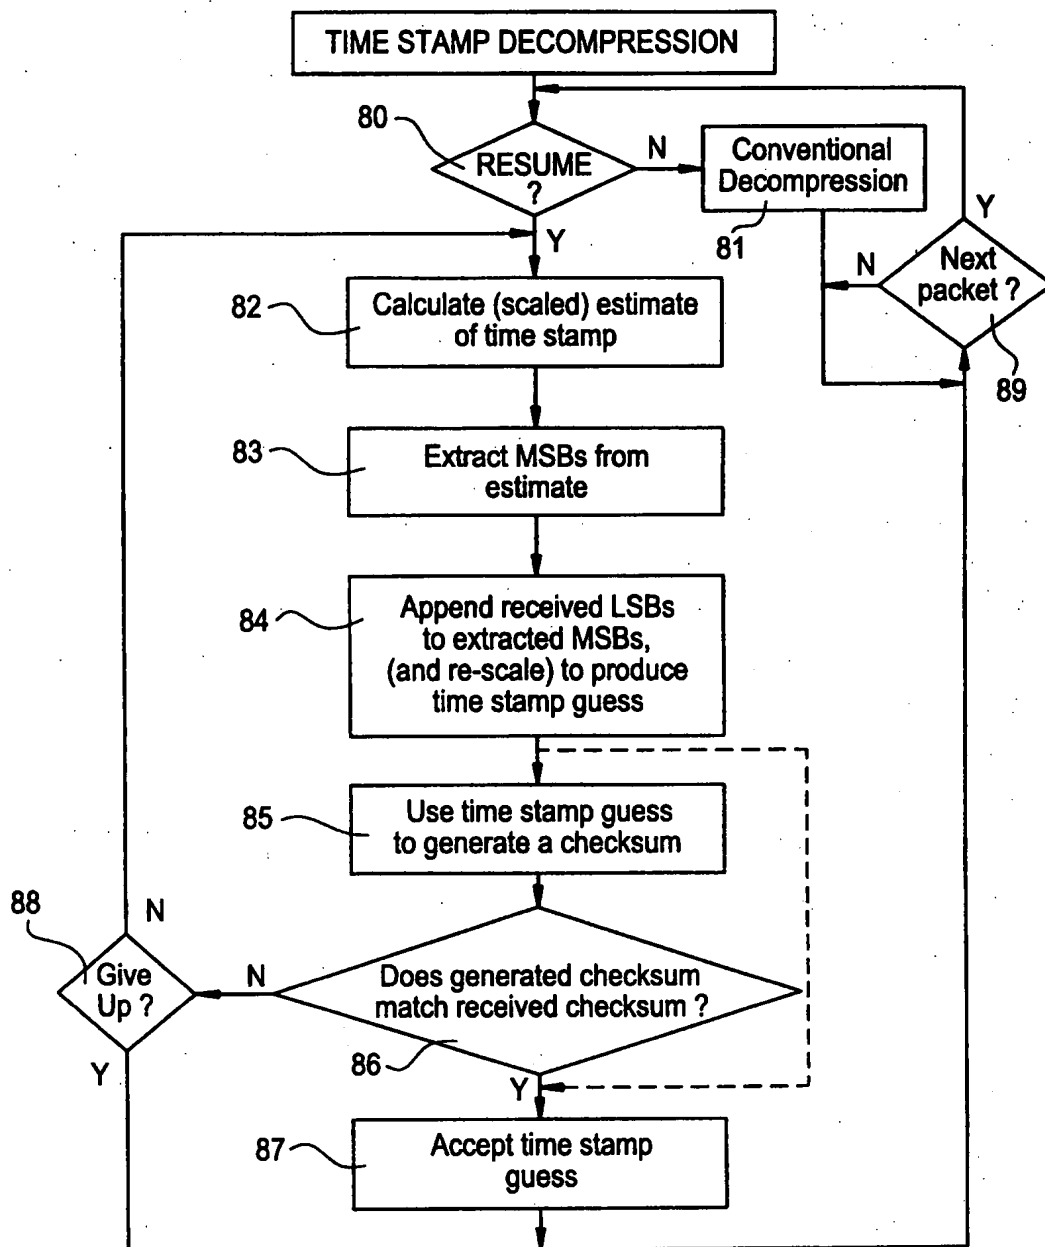 TIME STAMP DECOMPRESSION
80
RESUME
?
N
Y
Conventional
Decompression
81
Y
N
Next
packet ?
89
82
Calculate (scaled) estimate
of time stamp
83
Extract MSBs from
estimate
84
Append received LSBs
to extracted MSBs,
(and re-scale) to produce
time stamp guess
85
Use time stamp guess
to generate a checksum
88
N
Give
Up ?
Y
N
Does generated checksum
match received checksum ?
86
Y
87
Accept time stamp
guess